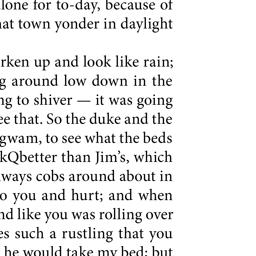 lone for to-day, because of
hat town yonder in daylight
rken up and look like rain;
g around low down in the
ng to shiver — it was going
ee that. So the duke and the
gwam, to see what the beds
kQbetter than Jim's, which
ways cobs around about in
o you and hurt; and when
nd like you was rolling over
es such a rustling that you
he would take my bed; but